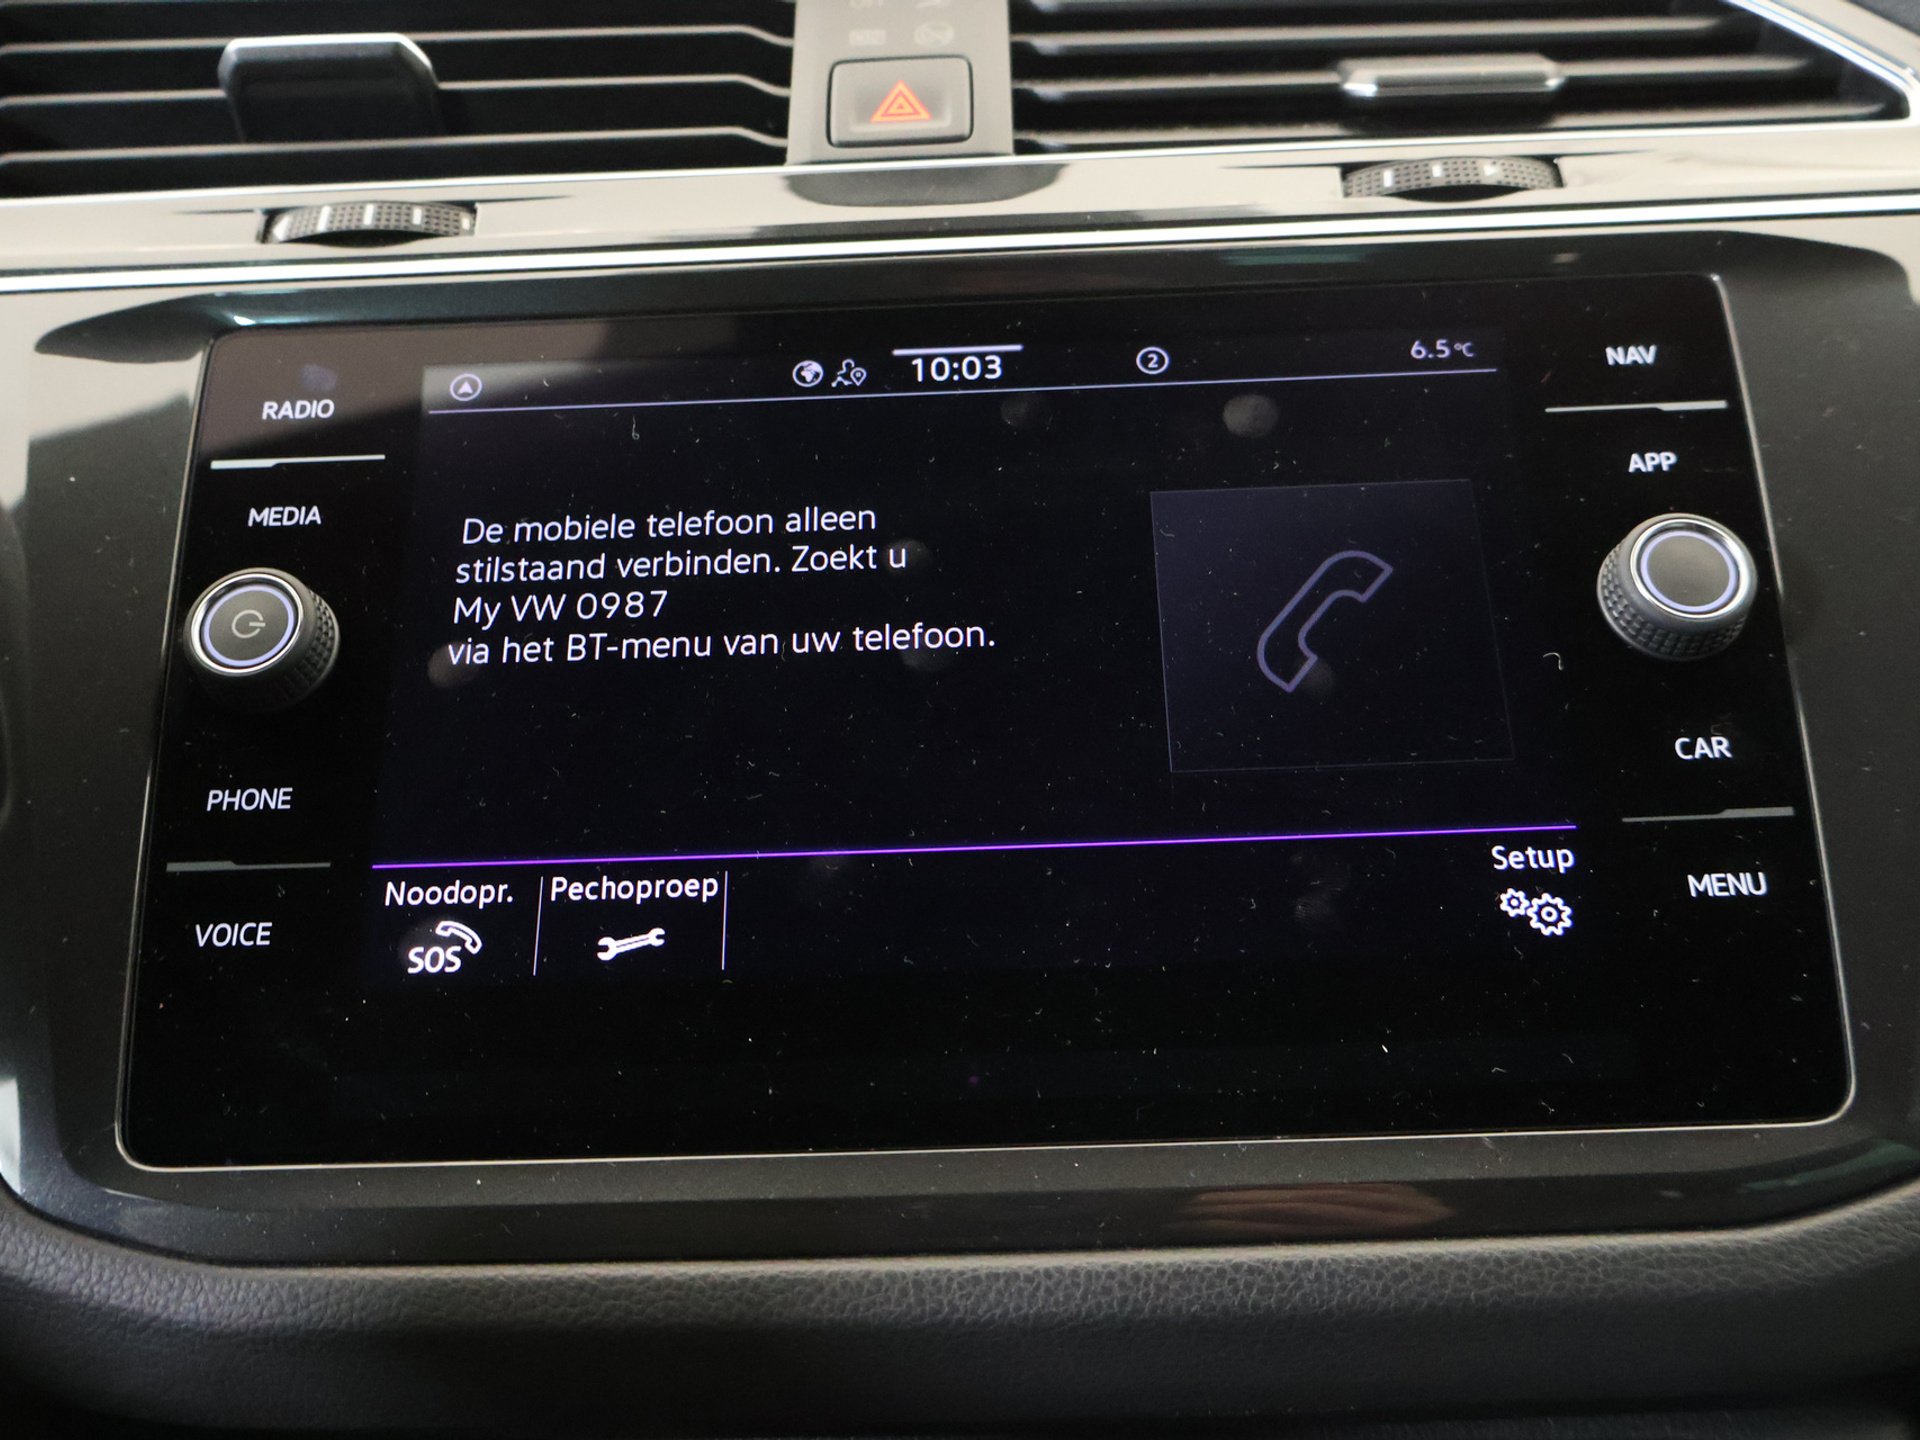 10:03
2
6.5°C
RADIO
MEDIA
PHONE
VOICE
NAV
APP
CAR
MENU
De mobiele telefoon alleen
stilstaand verbinden. Zoekt u
My VW 0987
via het BT-menu van uw telefoon.
Noodopr.
SOS
Pechoproep
Setup